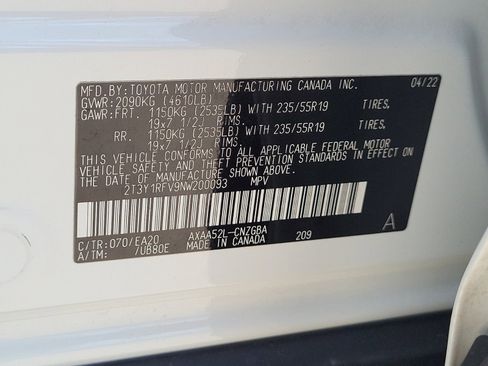 MFD.BY:TOYOTA MOTOR MANUFACTURING CANADA INC. 04/22
GVWR:2090KG (4610LB)
GAWR:FRT. 1150KG (2535LB) WITH 235/55R19 TIRES,
19x7 1/2J RIMS.
RR. 1150KG (2535LB) WITH 235/55R19 TIRES,
19x7 1/2J RIMS.
THIS VEHICLE CONFORMS TO ALL APPLICABLE FEDERAL MOTOR
VEHICLE SAFETY AND THEFT PREVENTION STANDARDS IN EFFECT
ON THE DATE OF MANUFACTURE SHOWN ABOVE.
2T3Y1RFV9NW200093 MPV
C/TR:070/EA20 AXAA52L-CNZGBA A
A/TM: /UB80E MADE IN CANADA 209